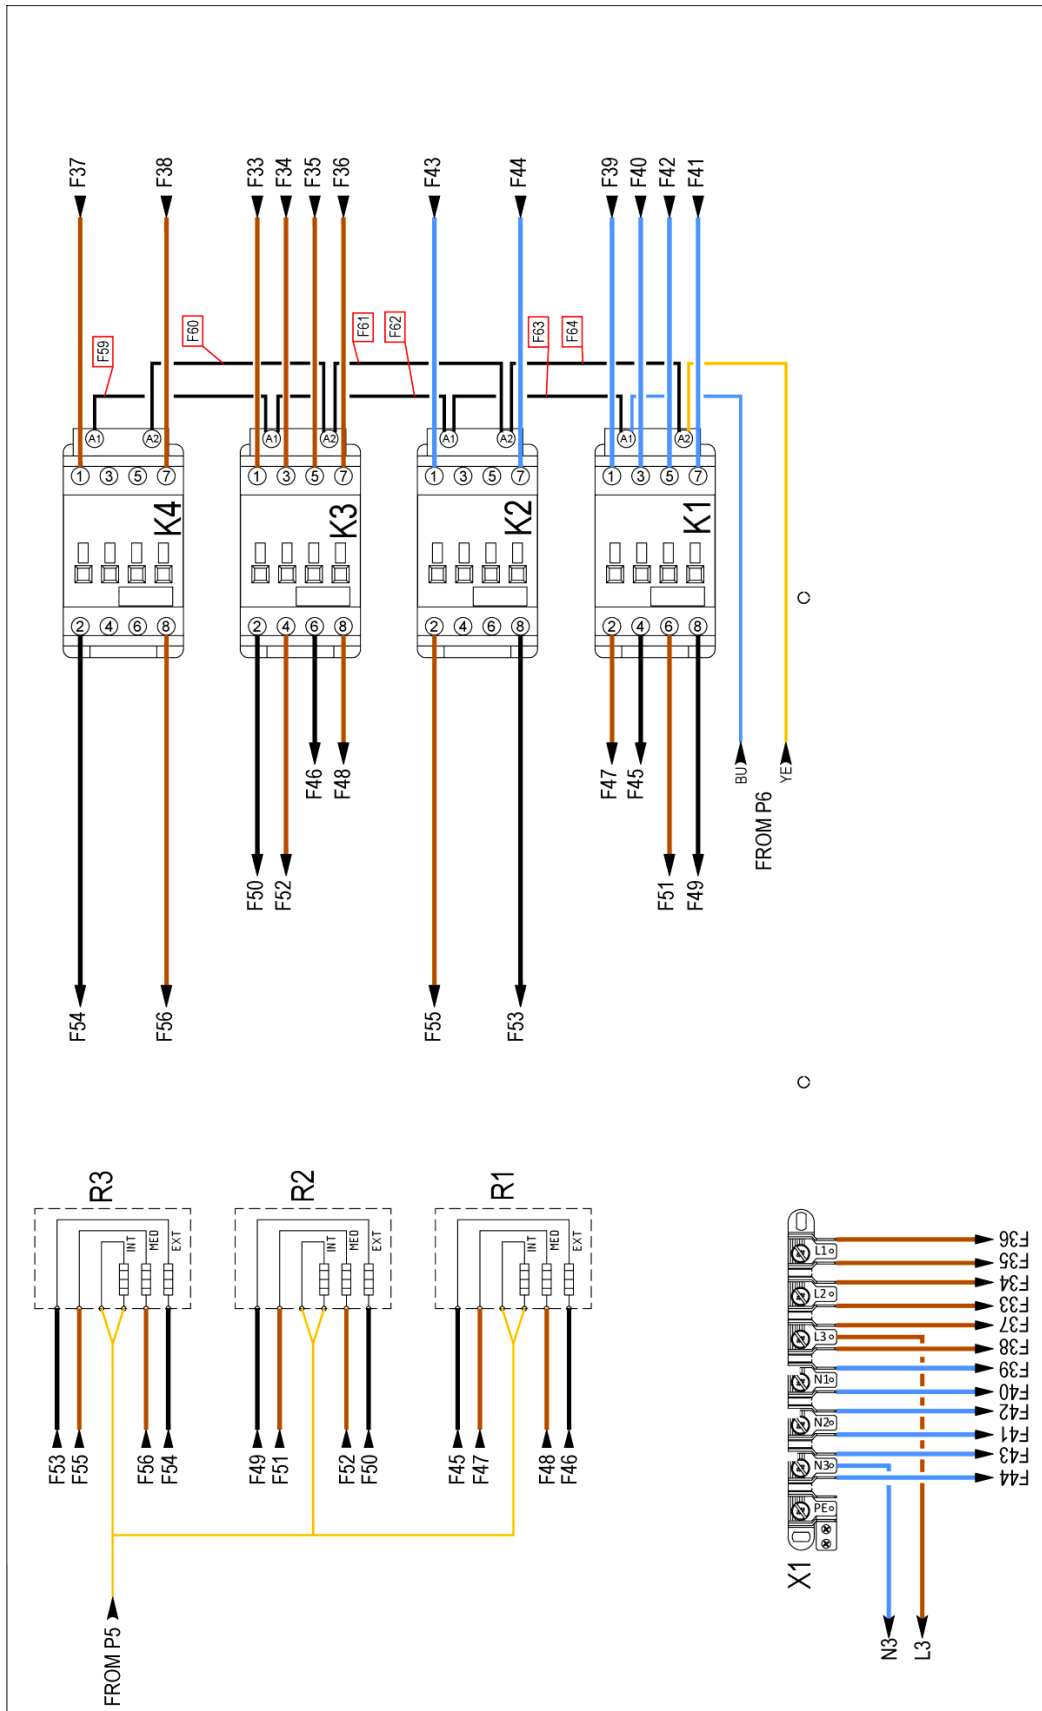 F37
F38
F33
F34
F35
F36
F43
F44
F39
F40
F42
F41
F59
F60
F61
F62
F63
F64
A1
A2
A1
A2
A1
A2
A1
A2
1 3 5 7
1 3 5 7
1 3 5 7
1 3 5 7
K4
K3
K2
K1
2 4 6 8
2 4 6 8
2 4 6 8
2 4 6 8
F46
F48
F47
F45
BU
YE
FROM P6
F50
F52
F51
F49
F54
F56
F55
F53
R3
R2
R1
INT
MED
EXT
INT
MED
EXT
INT
MED
EXT
F53
F55
F56
F54
F49
F51
F52
F50
F45
F47
F48
F46
FROM P5
L1
L2
L3
N1
N2
N3
PE
X1
F36
F35
F34
F33
F37
F38
F39
F40
F42
F41
F43
F44
N3
L3